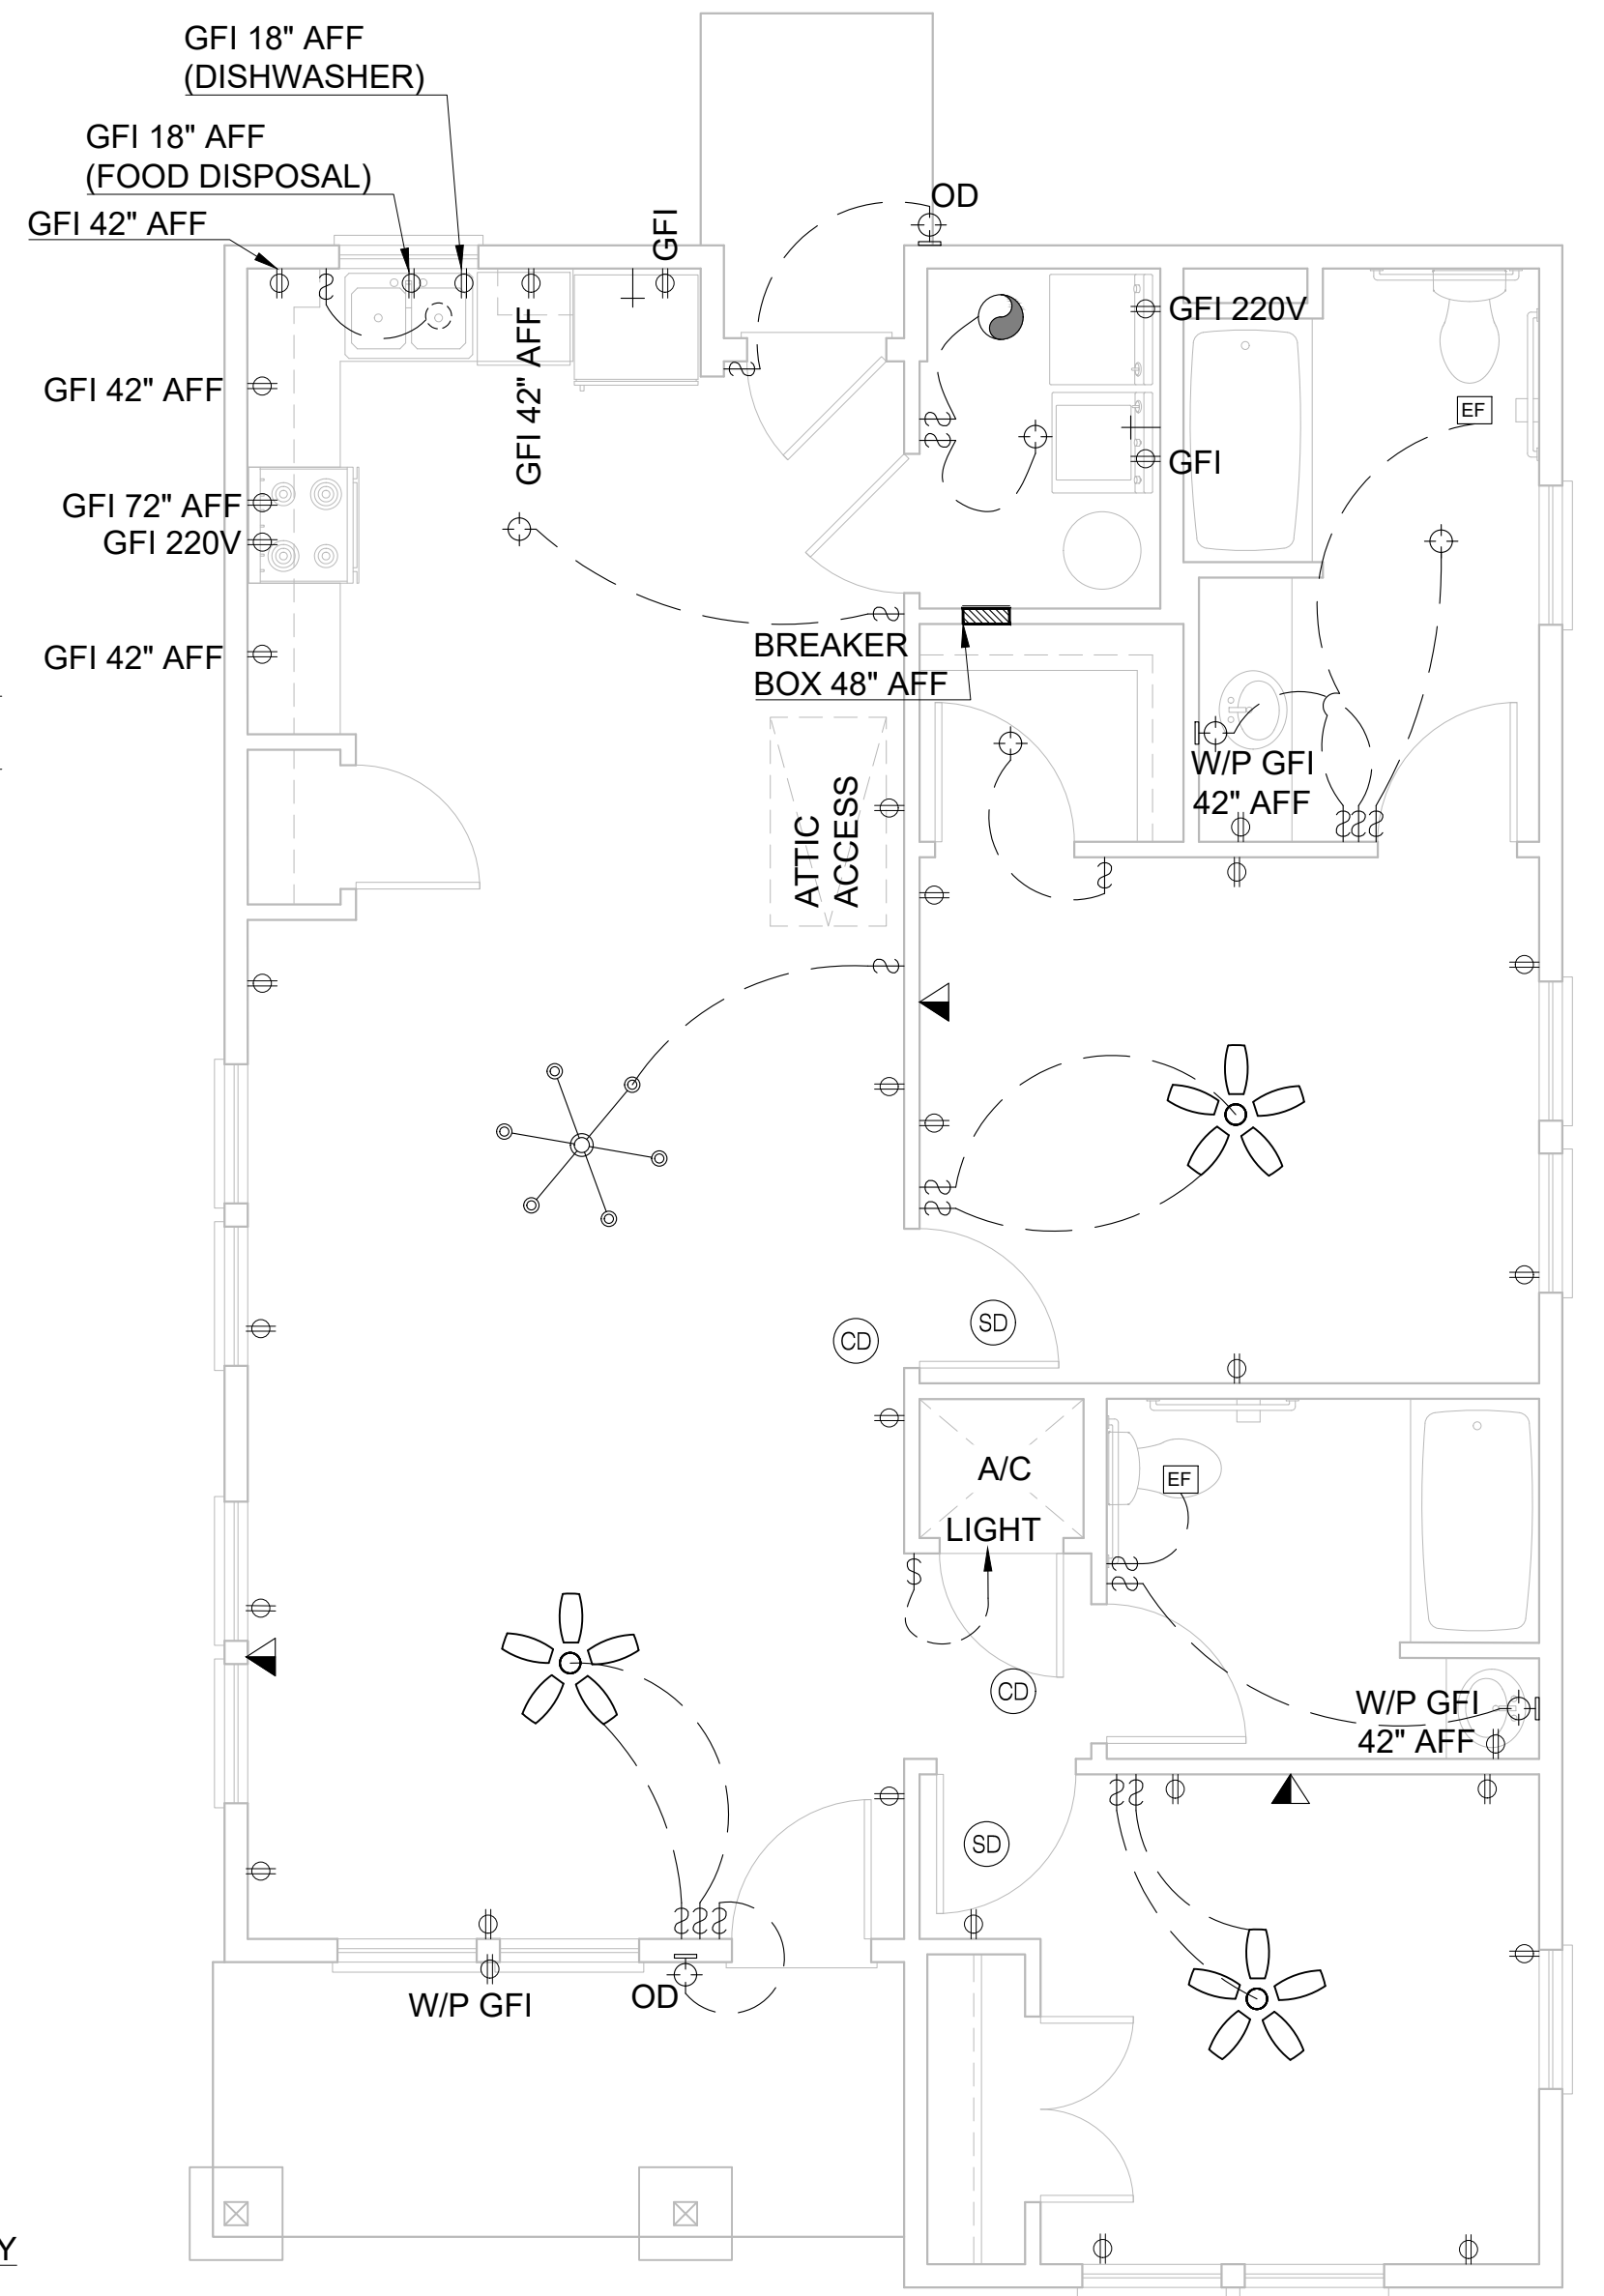 GFI 18" AFF
(DISHWASHER)
GFI 18" AFF
(FOOD DISPOSAL)
GFI 42" AFF
GFI
OD
GFI 220V
GFI 42" AFF
GFI 42" AFF
EF
GFI
GFI 72" AFF
GFI 220V
GFI 42" AFF
BREAKER
BOX 48" AFF
W/P GFI
42" AFF
ATTIC
ACCESS
SD
CD
A/C
LIGHT
EF
CD
W/P GFI
42" AFF
SD
W/P GFI
OD
Y